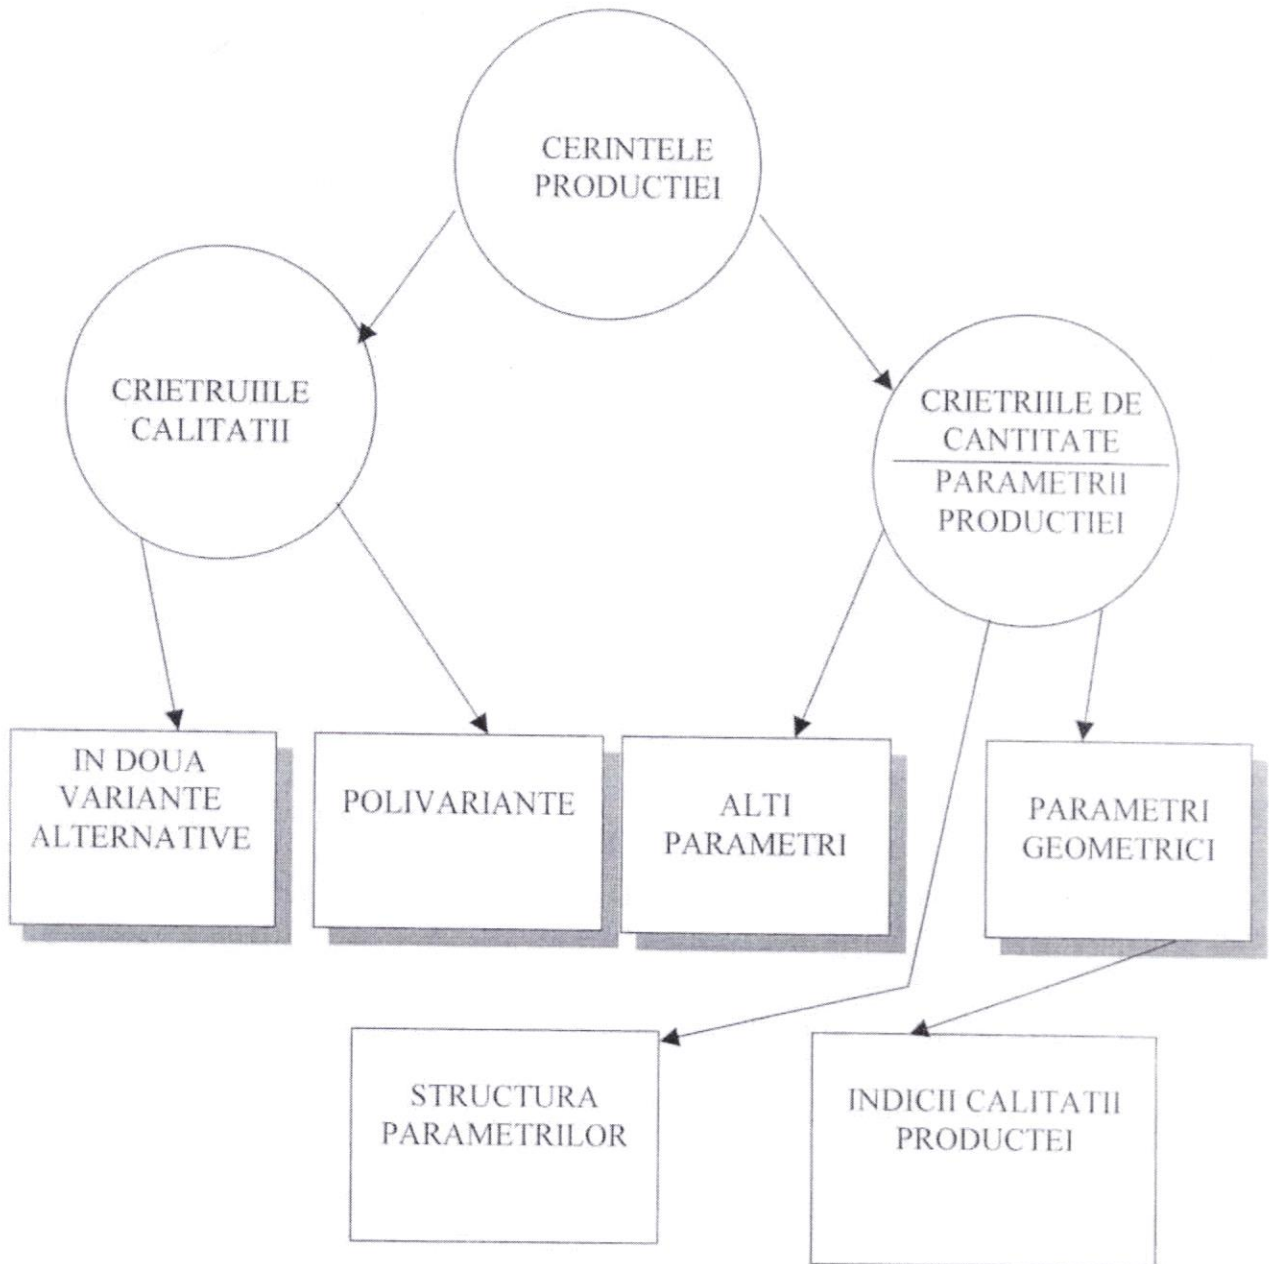 CERINTELE
PRODUCTIEI
CRIETRUIILE
CALITATII
CRIETRIILE DE
CANTITATE
PARAMETRII
PRODUCTIEI
IN DOUA
VARIANTE
ALTERNATIVE
POLIVARIANTE
ALTI
PARAMETRI
PARAMETRI
GEOMETRICI
STRUCTURA
PARAMETRILOR
INDICII CALITATII
PRODUCTEI